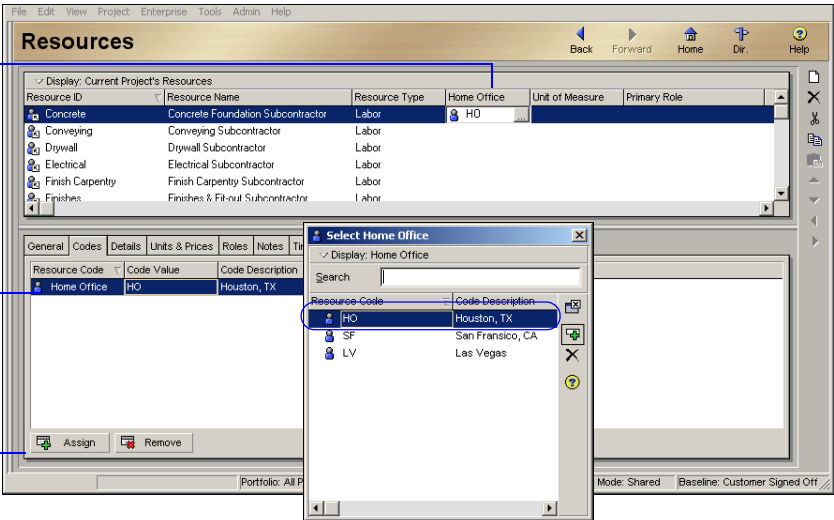 File Edit View Project Enterprise Tools Admin Help
Resources
Back Forward Home Dir. Help
Display: Current Project's Resources
Resource ID Resource Name Resource Type Home Office Unit of Measure Primary Role
Concrete Concrete Foundation Subcontractor Labor HO ...
Conveying Conveying Subcontractor Labor
Drywall Drywall Subcontractor Labor
Electrical Electrical Subcontractor Labor
Finish Carpentry Finish Carpentry Subcontractor Labor
Finishes Finishes & Fit-out Subcontractor Labor
General Codes Details Units & Prices Roles Notes
Resource Code Code Value Code Description
Home Office HO Houston, TX
Assign Remove
Select Home Office
Display: Home Office
Search
Resource Code Code Description
HO Houston, TX
SF San Fransico, CA
LV Las Vegas
Portfolio: All Mode: Shared Baseline: Customer Signed Off